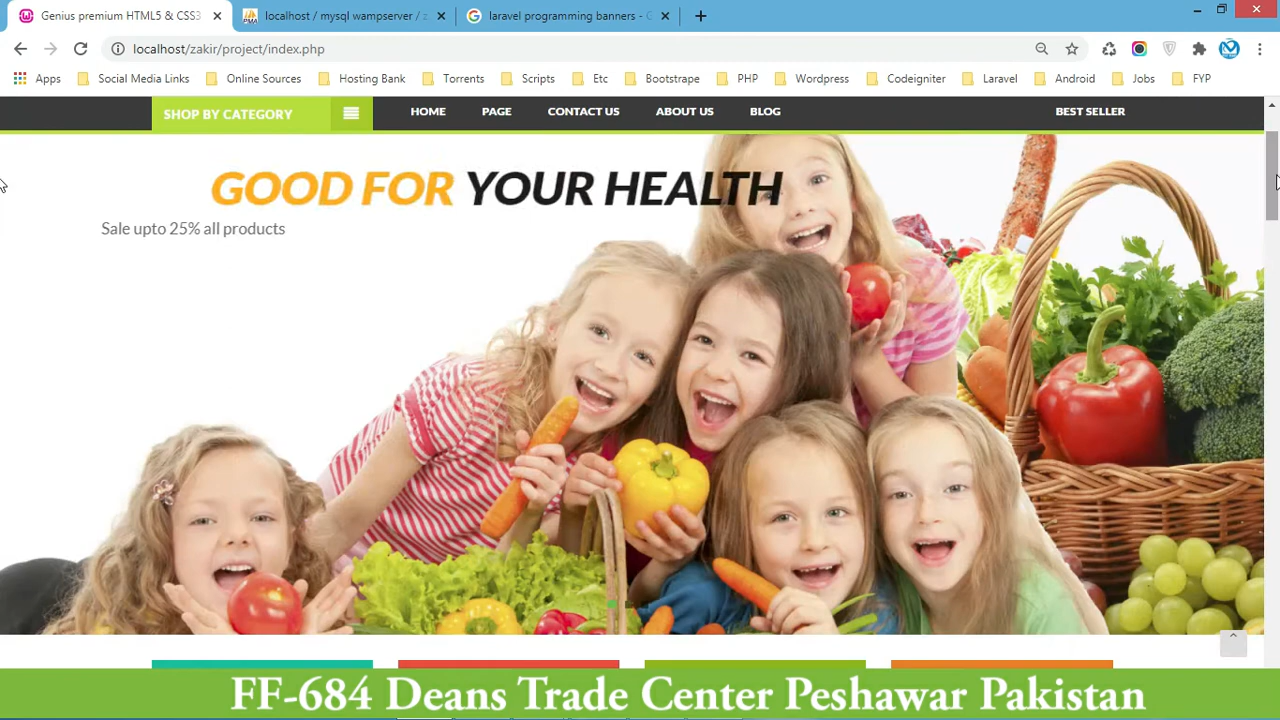 Genius premium HTML5 & CSS3
localhost / mysql wampserver / z
laravel programming banners - G
localhost/zakir/project/index.php
Apps
Social Media Links
Online Sources
Hosting Bank
Torrents
Scripts
Etc
Bootstrape
PHP
Wordpress
Codeigniter
Laravel
Android
Jobs
FYP
SHOP BY CATEGORY
HOME
PAGE
CONTACT US
ABOUT US
BLOG
BEST SELLER
GOOD FOR YOUR HEALTH
Sale upto 25% all products
FF-684 Deans Trade Center Peshawar Pakistan